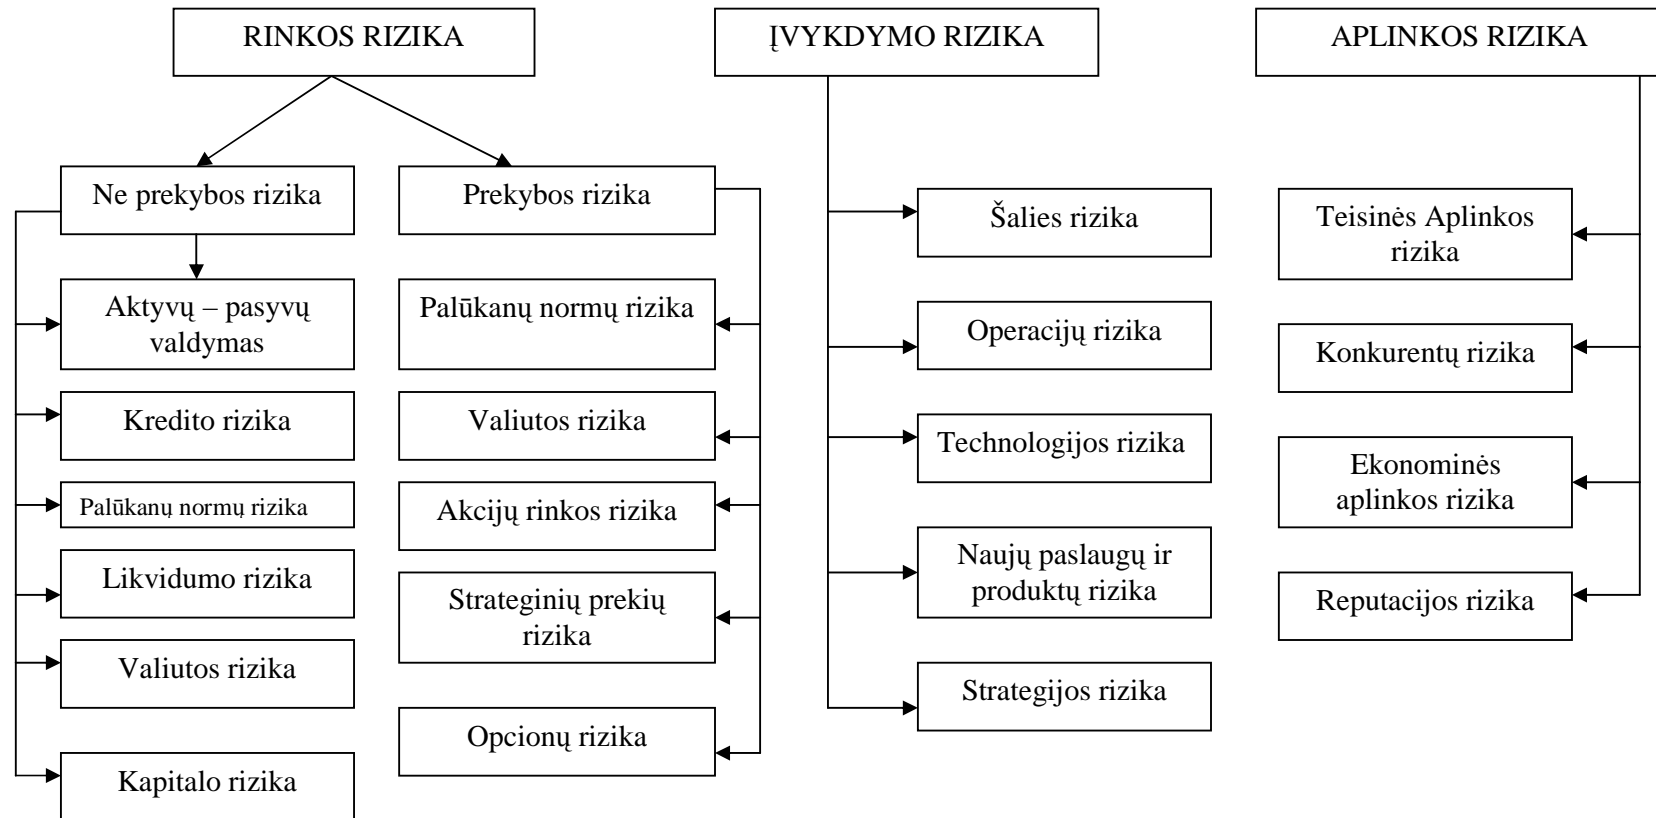 RINKOS RIZIKA
ĮVYKDYMO RIZIKA
APLINKOS RIZIKA
Ne prekybos rizika
Aktyvų – pasyvų
valdymas
Kredito rizika
Palūkanų normų rizika
Likvidumo rizika
Valiutos rizika
Kapitalo rizika
Prekybos rizika
Palūkanų normų rizika
Valiutos rizika
Akcijų rinkos rizika
Strateginių prekių
rizika
Opcionų rizika
Šalies rizika
Operacijų rizika
Technologijos rizika
Naujų paslaugų ir
produktų rizika
Strategijos rizika
Teisinės Aplinkos
rizika
Konkurentų rizika
Ekonominės
aplinkos rizika
Reputacijos rizika